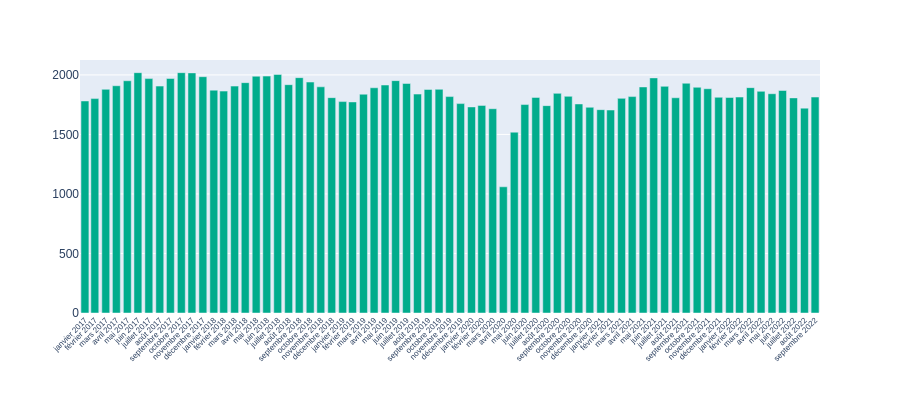 2000
1500
1000
500
0
janvier 2017
février 2017
mars 2017
avril 2017
mai 2017
juin 2017
juillet 2017
août 2017
septembre 2017
octobre 2017
novembre 2017
décembre 2017
janvier 2018
février 2018
mars 2018
avril 2018
mai 2018
juin 2018
juillet 2018
août 2018
septembre 2018
octobre 2018
novembre 2018
décembre 2018
janvier 2019
février 2019
mars 2019
avril 2019
mai 2019
juin 2019
juillet 2019
août 2019
septembre 2019
octobre 2019
novembre 2019
décembre 2019
janvier 2020
février 2020
mars 2020
avril 2020
mai 2020
juin 2020
juillet 2020
août 2020
septembre 2020
octobre 2020
novembre 2020
décembre 2020
janvier 2021
février 2021
mars 2021
avril 2021
mai 2021
juin 2021
juillet 2021
août 2021
septembre 2021
octobre 2021
novembre 2021
décembre 2021
janvier 2022
février 2022
mars 2022
avril 2022
mai 2022
juin 2022
juillet 2022
août 2022
septembre 2022